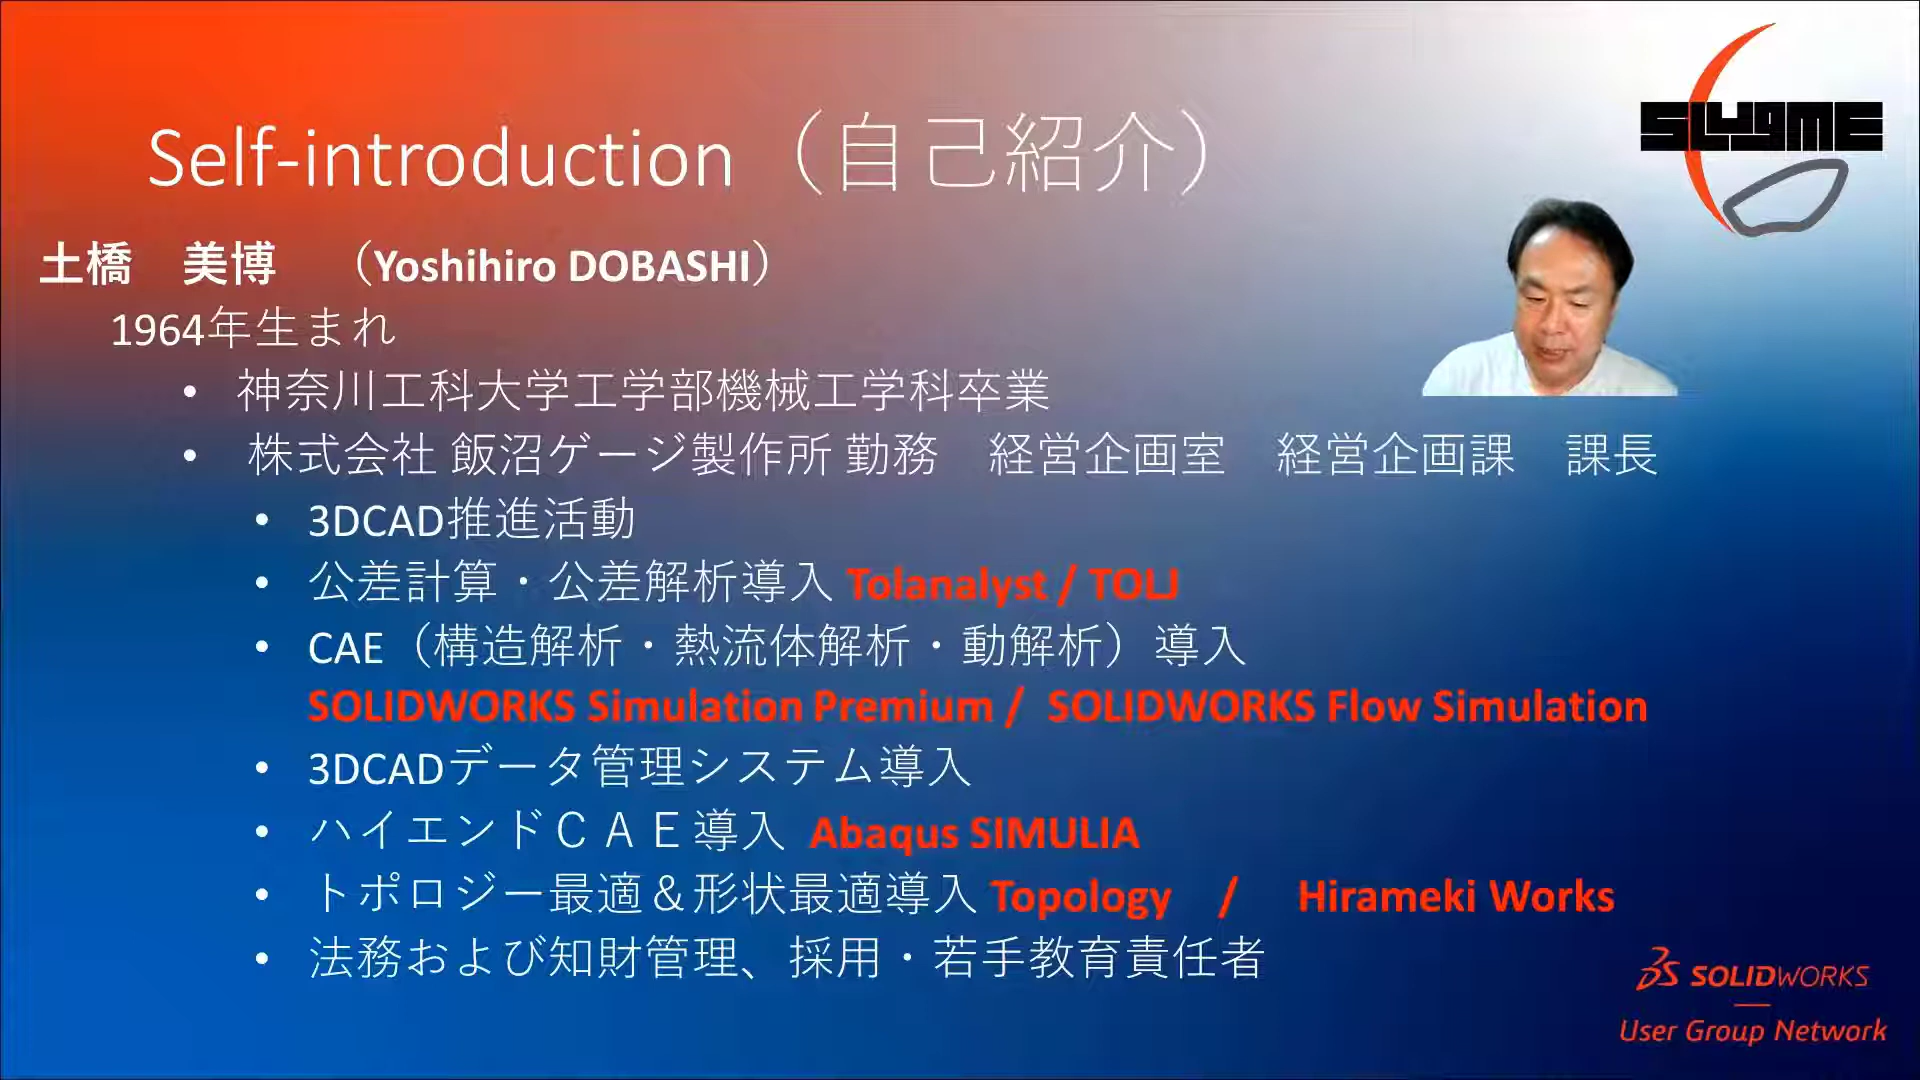 SLUGME
Self-introduction（自己紹介）
土橋　美博　（Yoshihiro DOBASHI）
1964年生まれ
• 神奈川工科大学工学部機械工学科卒業
• 株式会社 飯沼ゲージ製作所 勤務　経営企画室　経営企画課　課長
• 3DCAD推進活動
• 公差計算・公差解析導入 Tolanalyst / TOLJ
• CAE（構造解析・熱流体解析・動解析）導入
SOLIDWORKS Simulation Premium / SOLIDWORKS Flow Simulation
• 3DCADデータ管理システム導入
• ハイエンドＣＡＥ導入 Abaqus SIMULIA
• トポロジー最適＆形状最適導入 Topology　/　Hirameki Works
• 法務および知財管理、採用・若手教育責任者
SOLIDWORKS
User Group Network